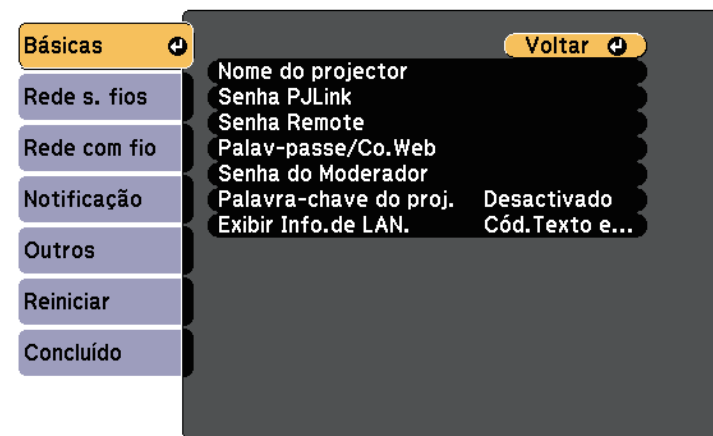 Básicas
Rede s. fios
Rede com fio
Notificação
Outros
Reiniciar
Concluído
Voltar
Nome do projector
Senha PJLink
Senha Remote
Palav-passe/Co.Web
Senha do Moderador
Palavra-chave do proj. Desactivado
Exibir Info.de LAN. Cód.Texto e...